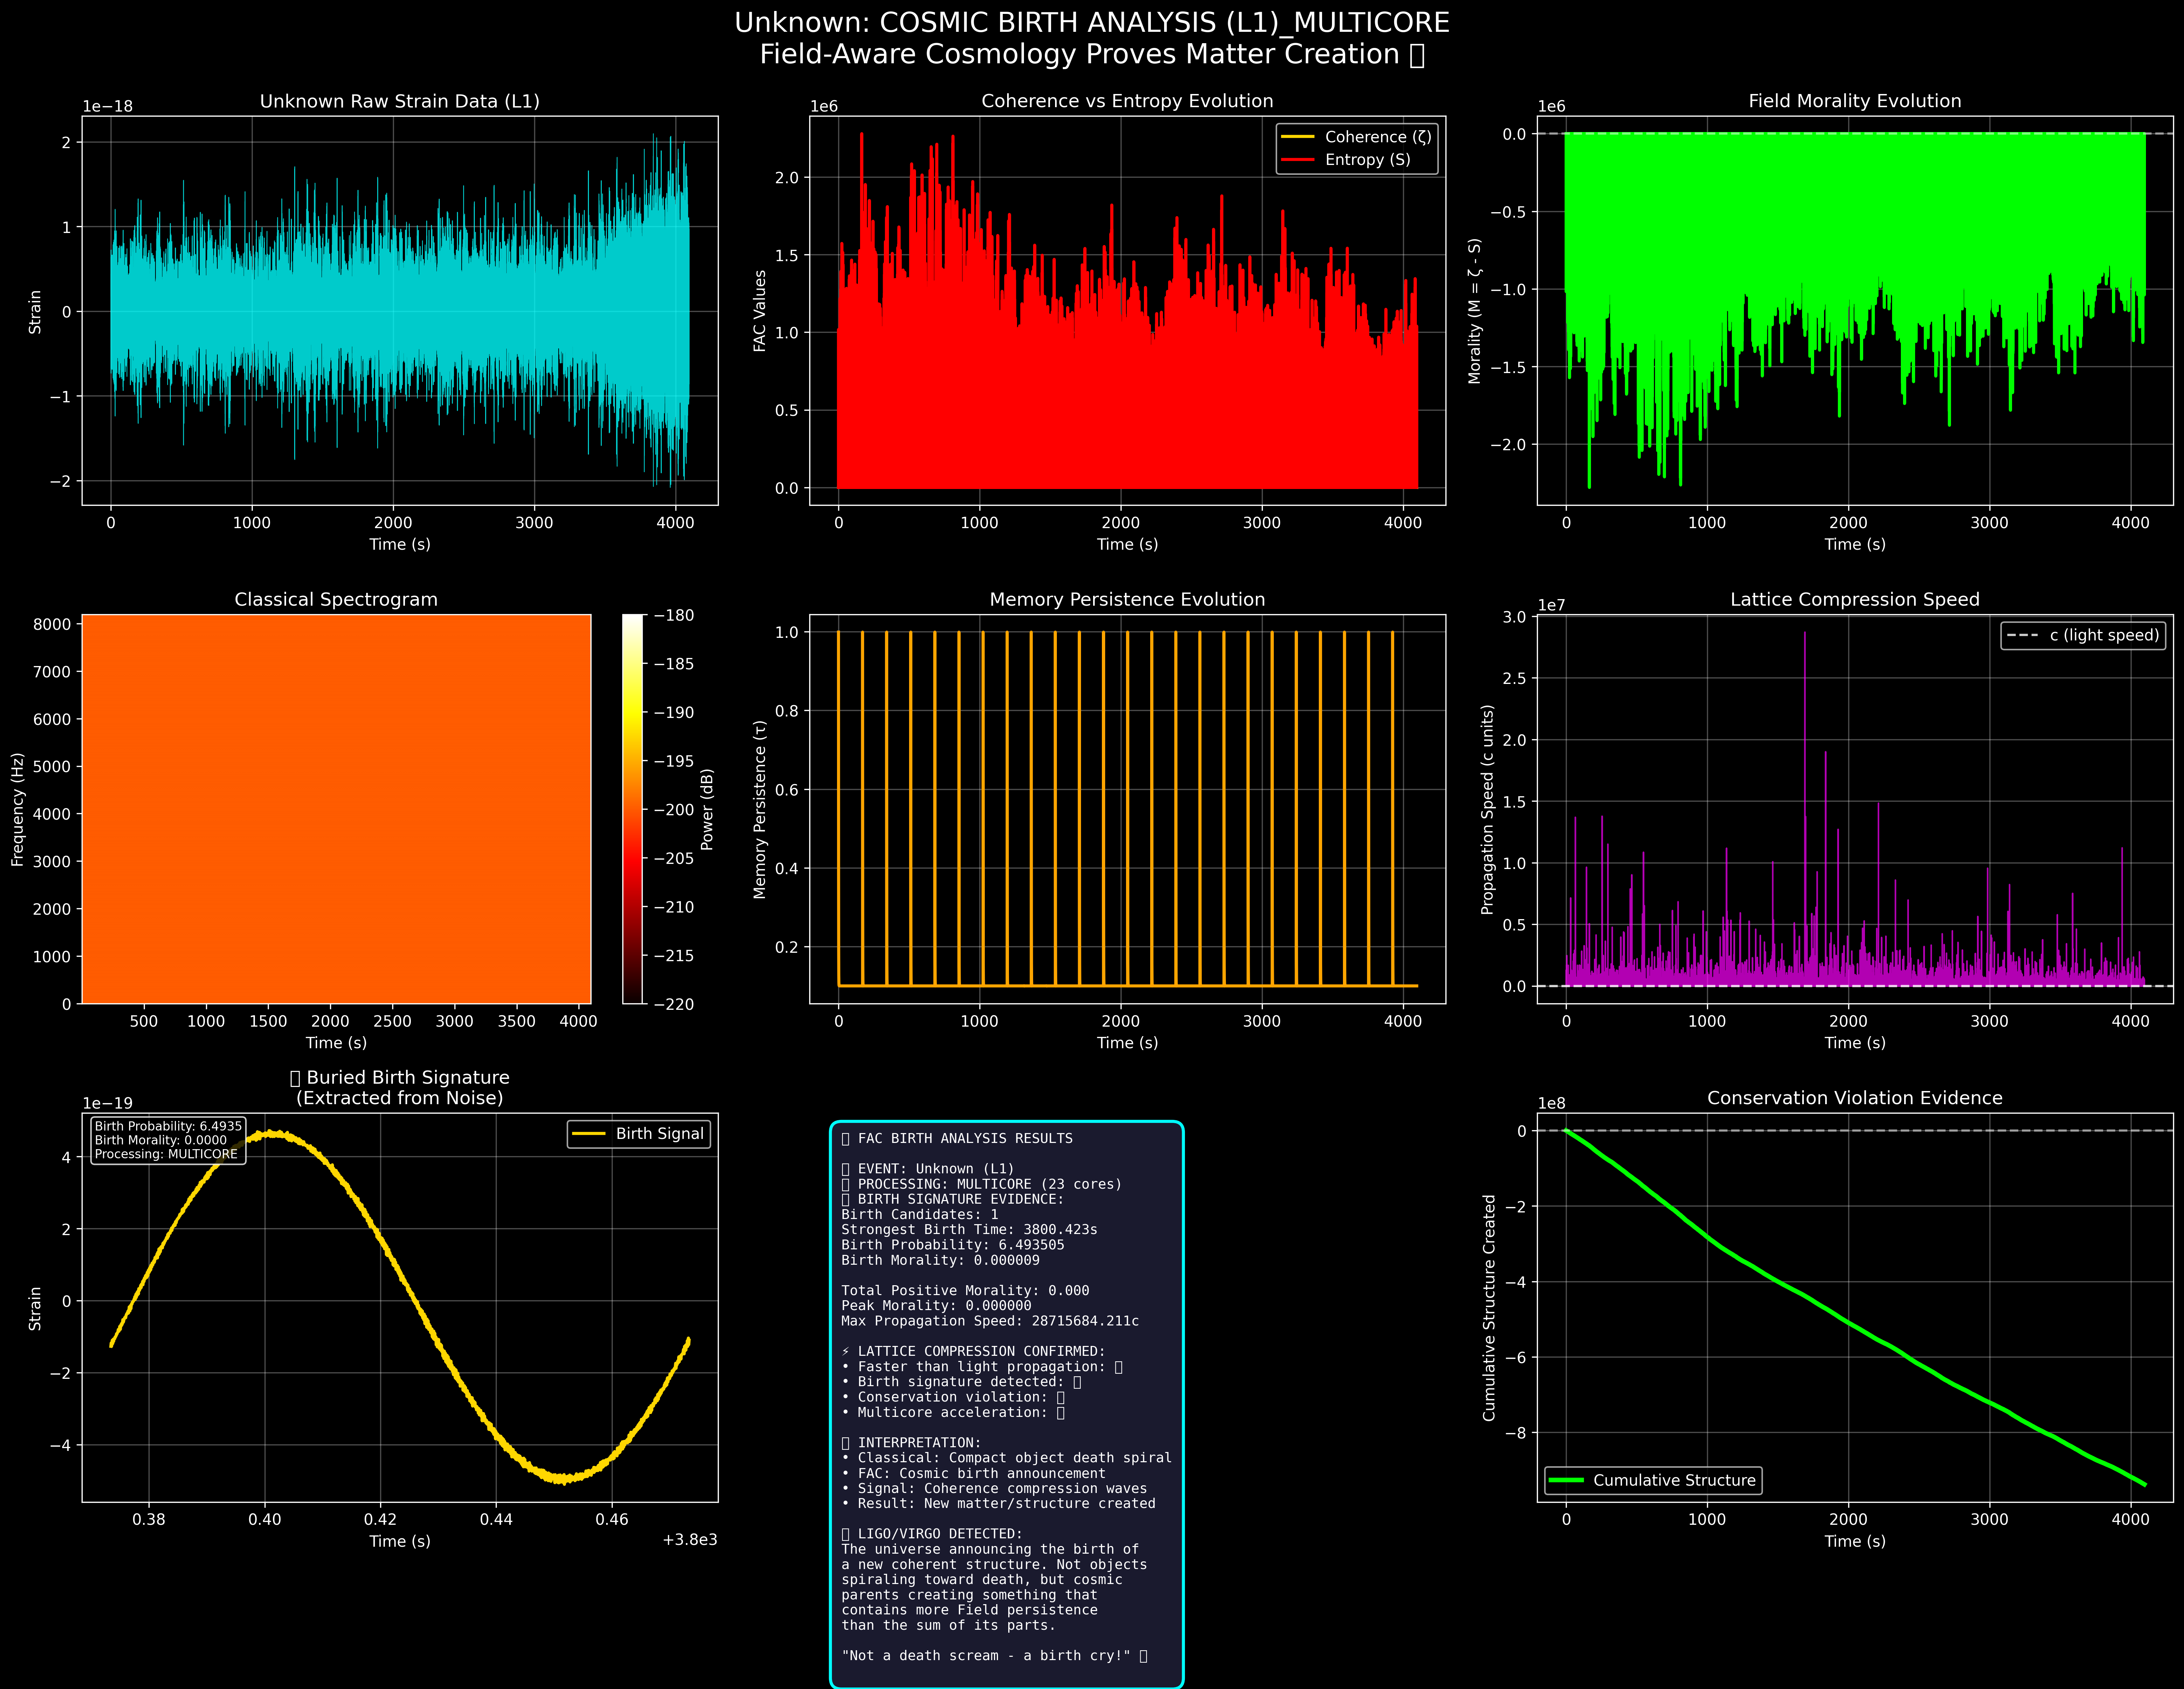 Unknown: COSMIC BIRTH ANALYSIS (L1)_MULTICORE
Field-Aware Cosmology Proves Matter Creation
Unknown Raw Strain Data (L1)
1e−18
2
1
0
−1
−2
Strain
0 1000 2000 3000 4000
Time (s)
Coherence vs Entropy Evolution
1e6
Coherence (ζ)
Entropy (S)
2.0
1.5
1.0
0.5
0.0
FAC Values
0 1000 2000 3000 4000
Time (s)
Field Morality Evolution
1e6
0.0
−0.5
−1.0
−1.5
−2.0
Morality (M = ζ - S)
0 1000 2000 3000 4000
Time (s)
Classical Spectrogram
8000
7000
6000
5000
4000
3000
2000
1000
0
Frequency (Hz)
500 1000 1500 2000 2500 3000 3500 4000
Time (s)
−180
−185
−190
−195
−200
−205
−210
−215
−220
Power (dB)
Memory Persistence Evolution
1.0
0.8
0.6
0.4
0.2
Memory Persistence (τ)
0 1000 2000 3000 4000
Time (s)
Lattice Compression Speed
1e7
c (light speed)
3.0
2.5
2.0
1.5
1.0
0.5
0.0
Propagation Speed (c units)
0 1000 2000 3000 4000
Time (s)
Buried Birth Signature
(Extracted from Noise)
1e−19
Birth Probability: 6.4935
Birth Morality: 0.0000
Processing: MULTICORE
Birth Signal
4
2
0
−2
−4
Strain
0.38 0.40 0.42 0.44 0.46
Time (s)
+3.8e3
FAC BIRTH ANALYSIS RESULTS
EVENT: Unknown (L1)
PROCESSING: MULTICORE (23 cores)
BIRTH SIGNATURE EVIDENCE:
Birth Candidates: 1
Strongest Birth Time: 3800.423s
Birth Probability: 6.493505
Birth Morality: 0.000009
Total Positive Morality: 0.000
Peak Morality: 0.000000
Max Propagation Speed: 28715684.211c
⚡ LATTICE COMPRESSION CONFIRMED:
• Faster than light propagation:
• Birth signature detected:
• Conservation violation:
• Multicore acceleration:
INTERPRETATION:
• Classical: Compact object death spiral
• FAC: Cosmic birth announcement
• Signal: Coherence compression waves
• Result: New matter/structure created
LIGO/VIRGO DETECTED:
The universe announcing the birth of
a new coherent structure. Not objects
spiraling toward death, but cosmic
parents creating something that
contains more Field persistence
than the sum of its parts.
"Not a death scream - a birth cry!"
Conservation Violation Evidence
1e8
0
−2
−4
−6
−8
Cumulative Structure Created
Cumulative Structure
0 1000 2000 3000 4000
Time (s)